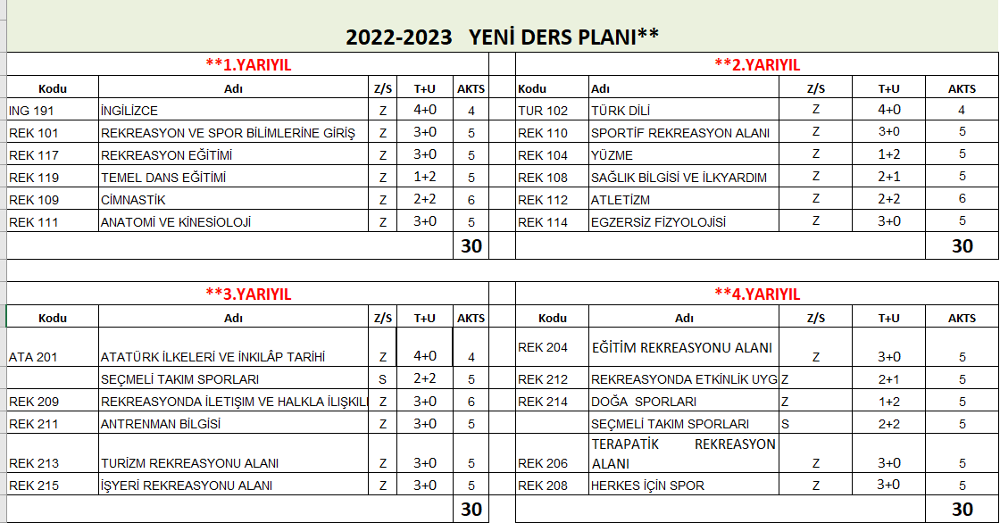 2022-2023 YENİ DERS PLANI**
**1.YARIYIL
Kodu Adı Z/S T+U AKTS
ING 191 İNGİLİZCE Z 4+0 4
REK 101 REKREASYON VE SPOR BİLİMLERİNE GİRİŞ Z 3+0 5
REK 117 REKREASYON EĞİTİMİ Z 3+0 5
REK 119 TEMEL DANS EĞİTİMİ Z 1+2 5
REK 109 CİMNASTİK Z 2+2 6
REK 111 ANATOMİ VE KİNESİOLOJİ Z 3+0 5
30
**2.YARIYIL
Kodu Adı Z/S T+U AKTS
TUR 102 TÜRK DİLİ Z 4+0 4
REK 110 SPORTİF REKREASYON ALANI Z 3+0 5
REK 104 YÜZME Z 1+2 5
REK 108 SAĞLIK BİLGİSİ VE İLKYARDIM Z 2+1 5
REK 112 ATLETİZM Z 2+2 6
REK 114 EGZERSİZ FİZYOLOJİSİ Z 3+0 5
30
**3.YARIYIL
Kodu Adı Z/S T+U AKTS
ATA 201 ATATÜRK İLKELERİ VE İNKILÂP TARİHİ Z 4+0 4
SEÇMELİ TAKIM SPORLARI S 2+2 5
REK 209 REKREASYONDA İLETIŞIM VE HALKLA İLIŞKILI Z 3+0 6
REK 211 ANTRENMAN BİLGİSİ Z 3+0 5
REK 213 TURİZM REKREASYONU ALANI Z 3+0 5
REK 215 İŞYERİ REKREASYONU ALANI Z 3+0 5
30
**4.YARIYIL
Kodu Adı Z/S T+U AKTS
REK 204 EĞİTİM REKREASYONU ALANI Z 3+0 5
REK 212 REKREASYONDA ETKİNLİK UYG Z 2+1 5
REK 214 DOĞA SPORLARI Z 1+2 5
SEÇMELİ TAKIM SPORLARI S 2+2 5
TERAPATİK REKREASYON
REK 206 ALANI Z 3+0 5
REK 208 HERKES İÇİN SPOR Z 3+0 5
30